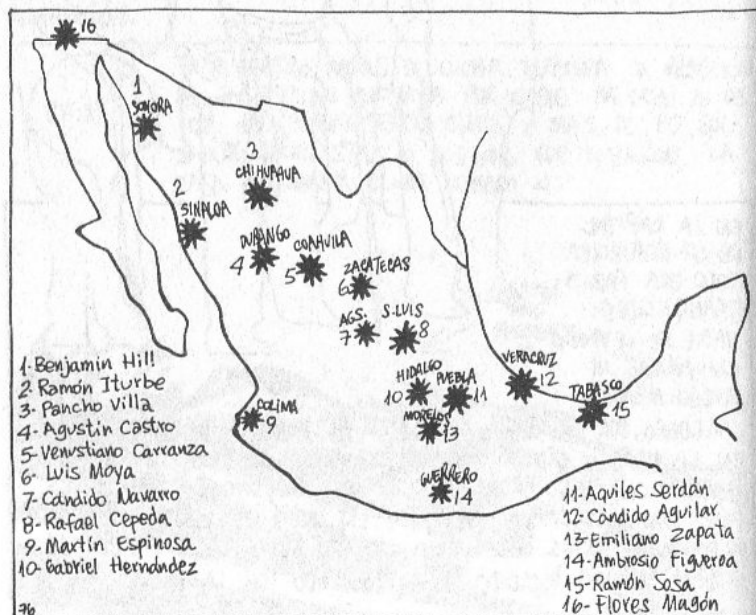 16
1
SONORA
3
CHIHUAHUA
2
SINALOA
DURANGO
4
COAHUILA
5
ZACATECAS
6
AGS.
7
S·LUIS
8
HIDALGO
10
PUEBLA
11
VERACRUZ
12
TABASCO
15
COLIMA
9
MORELOS
13
GUERRERO
14
1-Benjamín Hill
2 Ramón Iturbe
3- Pancho Villa
4- Agustín Castro
5- Venustiano Carranza
6- Luis Moya
7- Cándido Navarro
8- Rafael Cepeda
9- Martín Espinosa
10- Gabriel Hernández
11-Aquiles Serdán
12-Cándido Aguilar
13-Emiliano Zapata
14-Ambrosio Figueroa
15-Ramón Sosa
16- Flores Magón
76